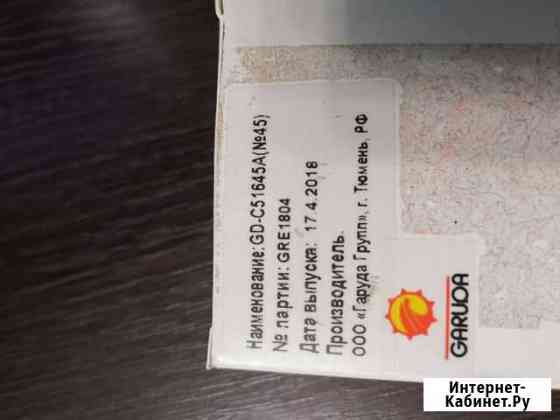 Наименование: GD-C51645A(№45)
№ партии: GRE1804
Дата выпуска: 17.4.2018
Производитель.
ООО «Гаруда Групп», г. Тюмень, РФ
GARUDA
Интернет-
Кабинет.Ру